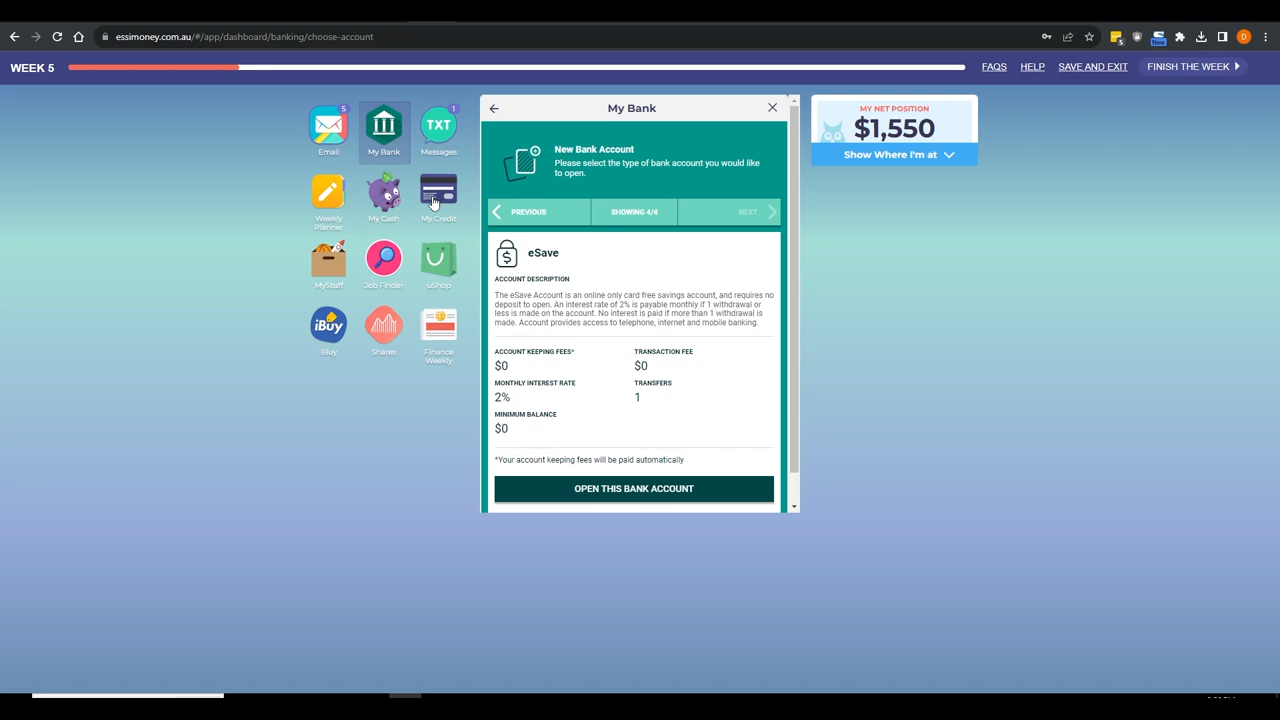 essimoney.com.au/#/app/dashboard/banking/choose-account
5
New
D
WEEK 5
FAQS
HELP
SAVE AND EXIT
FINISH THE WEEK
5
Email
My Bank
TXT
1
Messages
Weekly
Planner
My Cash
My Credit
MyStuff
Job Finder
uShop
iBuy
iBuy
Shares
Finance
Weekly
My Bank
New Bank Account
Please select the type of bank account you would like
to open.
PREVIOUS
SHOWING 4/4
NEXT
$
eSave
ACCOUNT DESCRIPTION
The eSave Account is an online only card free savings account, and requires no
deposit to open. An interest rate of 2% is payable monthly if 1 withdrawal or
less is made on the account. No interest is paid if more than 1 withdrawal is
made. Account provides access to telephone, internet and mobile banking.
ACCOUNT KEEPING FEES*
TRANSACTION FEE
$0
$0
MONTHLY INTEREST RATE
TRANSFERS
2%
1
MINIMUM BALANCE
$0
*Your account keeping fees will be paid automatically
OPEN THIS BANK ACCOUNT
MY NET POSITION
$1,550
Show Where I'm at